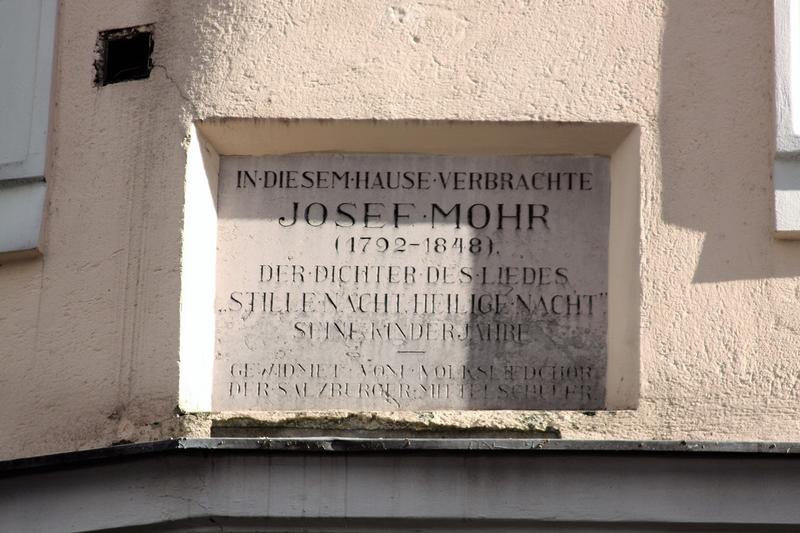 IN·DIESEM·HAUSE·VERBRACHTE
JOSEF·MOHR
(1792-1848),
DER·DICHTER·DES·LIEDES
„STILLE·NACHT, HEILIGE·NACHT"
SEINE·KINDERJAHRE
—
GEWIDMET·VOM·VOLKSLIEDCHOR
DER·SALZBURGER·MITTELSCHÜLER